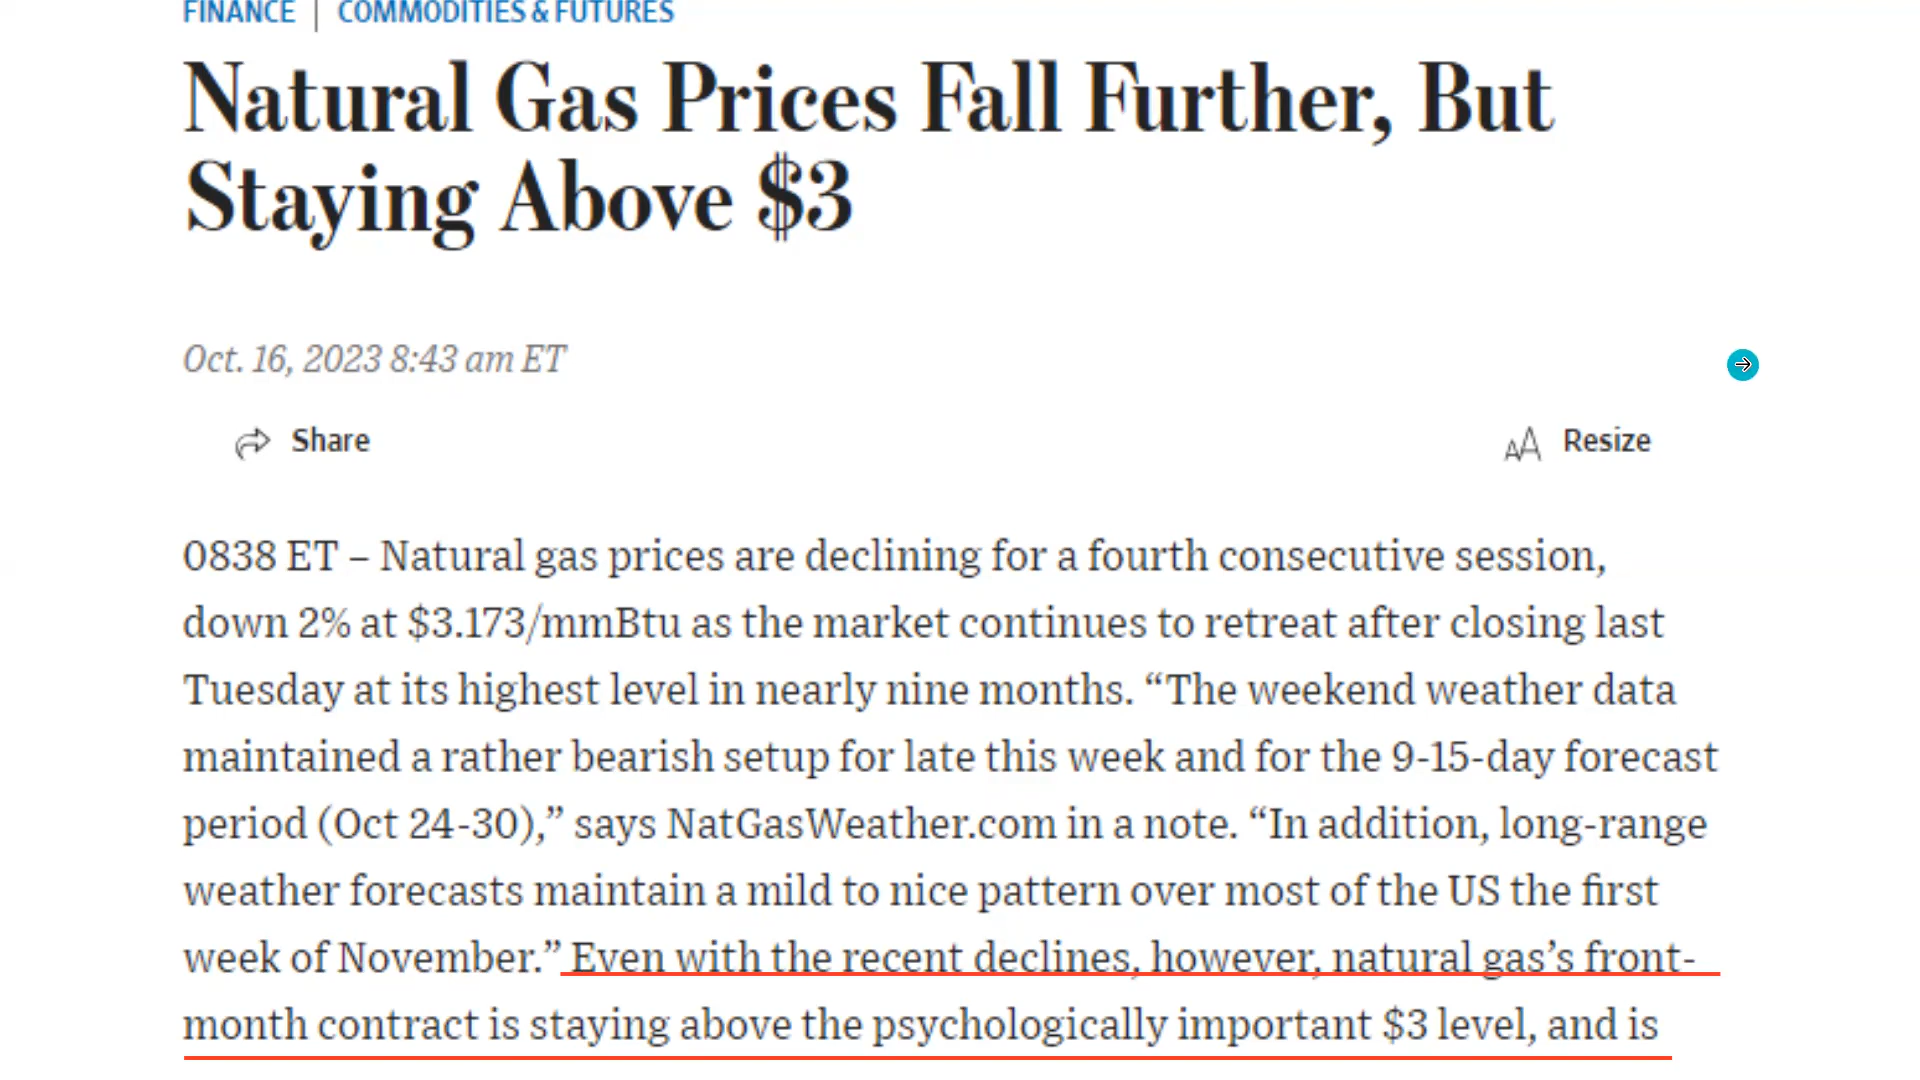 FINANCE | COMMODITIES & FUTURES
Natural Gas Prices Fall Further, But
Staying Above $3
Oct. 16, 2023 8:43 am ET
Share
Resize
0838 ET – Natural gas prices are declining for a fourth consecutive session,
down 2% at $3.173/mmBtu as the market continues to retreat after closing last
Tuesday at its highest level in nearly nine months. “The weekend weather data
maintained a rather bearish setup for late this week and for the 9-15-day forecast
period (Oct 24-30),” says NatGasWeather.com in a note. “In addition, long-range
weather forecasts maintain a mild to nice pattern over most of the US the first
week of November.” Even with the recent declines, however, natural gas’s front-
month contract is staying above the psychologically important $3 level, and is